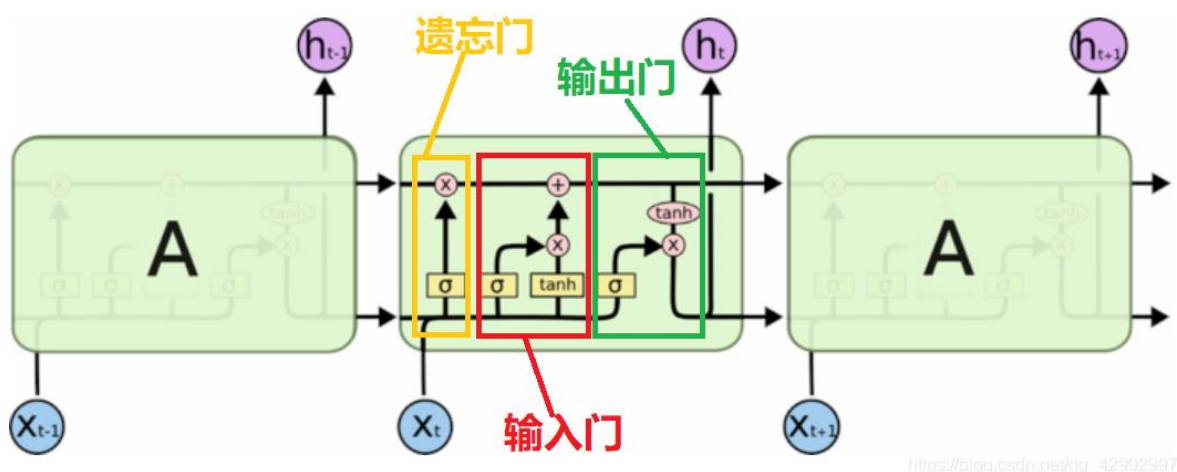 h t-1
遗忘门
h t
h t+1
输出门
x + 
tanh
A
x
tanh
x
σ σ tanh σ
A
X t-1
X t
输入门
X t+1
https://blog.csdn.net/qq_42902997